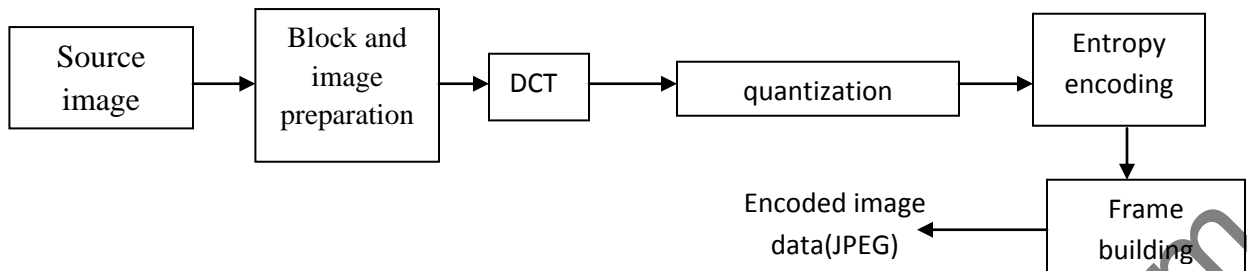 Source
image
Block and
image
preparation
DCT
quantization
Entropy
encoding
Frame
building
Encoded image
data(JPEG)